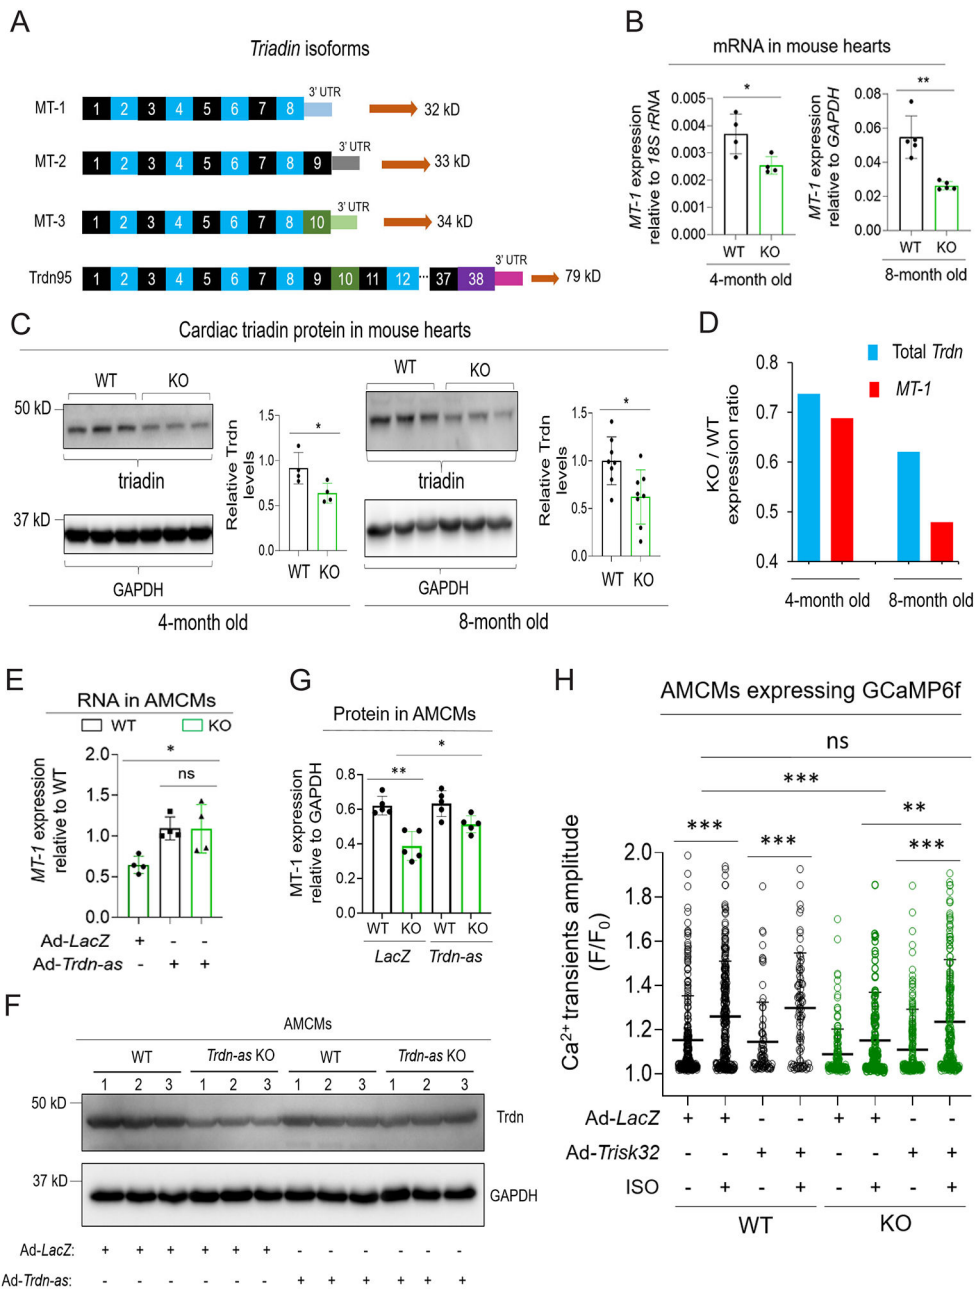 A
Triadin isoforms
MT-1 1 2 3 4 5 6 7 8 3' UTR 32 kD
MT-2 1 2 3 4 5 6 7 8 9 3' UTR 33 kD
MT-3 1 2 3 4 5 6 7 8 10 3' UTR 34 kD
Trdn95 1 2 3 4 5 6 7 8 9 10 11 12 ... 37 38 3' UTR 79 kD
B
mRNA in mouse hearts
MT-1 expression
relative to 18S rRNA
0.005
0.004
0.003
0.002
0.001
0.000
*
WT KO
4-month old
MT-1 expression
relative to GAPDH
0.08
0.06
0.04
0.02
0.00
**
WT KO
8-month old
C
Cardiac triadin protein in mouse hearts
WT KO
50 kD
triadin
37 kD
GAPDH
Relative Trdn
levels
1.5
1.0
0.5
0.0
*
WT KO
4-month old
WT KO
triadin
GAPDH
Relative Trdn
levels
1.5
1.0
0.5
0.0
*
WT KO
8-month old
D
Total Trdn
MT-1
KO / WT
expression ratio
0.8
0.7
0.6
0.5
0.4
4-month old 8-month old
E
RNA in AMCMs
WT KO
MT-1 expression
relative to WT
2.0
1.5
1.0
0.5
0.0
*
ns
Ad-LacZ + - -
Ad-Trdn-as - + +
G
Protein in AMCMs
MT-1 expression
relative to GAPDH
0.8
0.6
0.4
0.2
0.0
*
**
WT KO WT KO
LacZ Trdn-as
F
AMCMs
WT Trdn-as KO WT Trdn-as KO
1 2 3 1 2 3 1 2 3 1 2 3
50 kD
Trdn
37 kD
GAPDH
Ad-LacZ: + + + + + + - - - - - -
Ad-Trdn-as: - - - - - - + + + + + +
H
AMCMs expressing GCaMP6f
ns
***
**
*** *** ***
Ca2+ transients amplitude
(F/F0)
2.0
1.8
1.6
1.4
1.2
1.0
Ad-LacZ + + - - + + - -
Ad-Trisk32 - - + + - - + +
ISO - + - + - + - +
WT KO